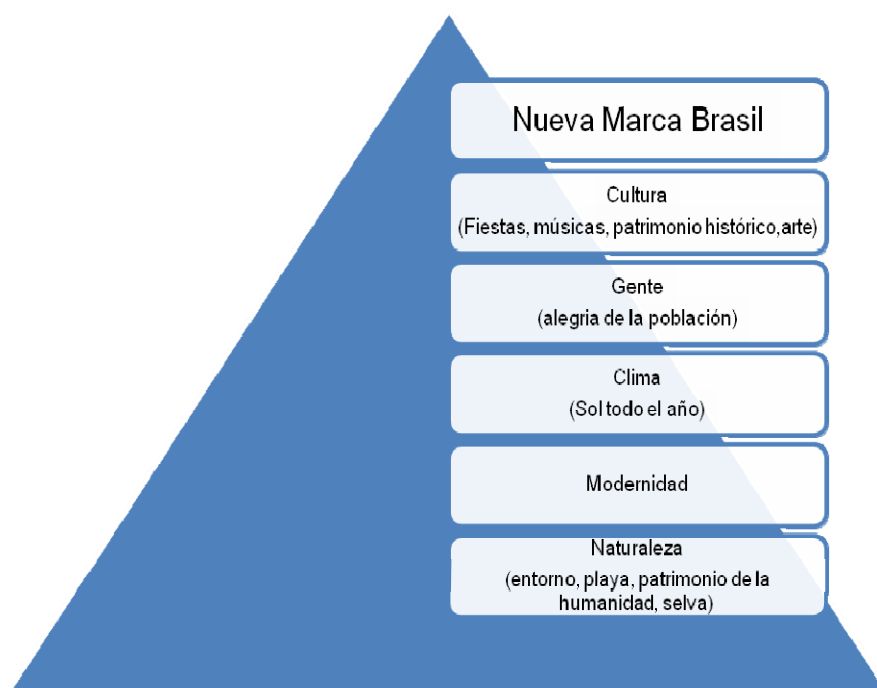 Nueva Marca Brasil
Cultura
(Fiestas, músicas, patrimonio histórico,arte)
Gente
(alegria de la población)
Clima
(Sol todo el año)
Modernidad
Naturaleza
(entorno, playa, patrimonio de la
humanidad, selva)